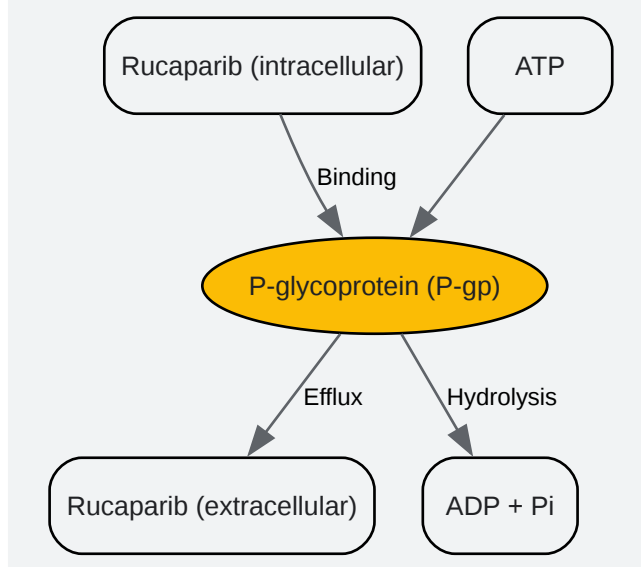 Rucaparib (intracellular)
ATP
Binding
P-glycoprotein (P-gp)
Efflux
Hydrolysis
Rucaparib (extracellular)
ADP + Pi